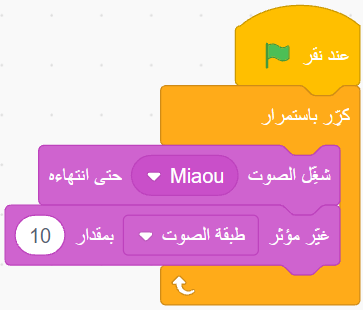 عند نقر
كرّر باستمرار
شغّل الصوت Miaou حتى انتهاءه
غيّر مؤثر طبقة الصوت بمقدار 10